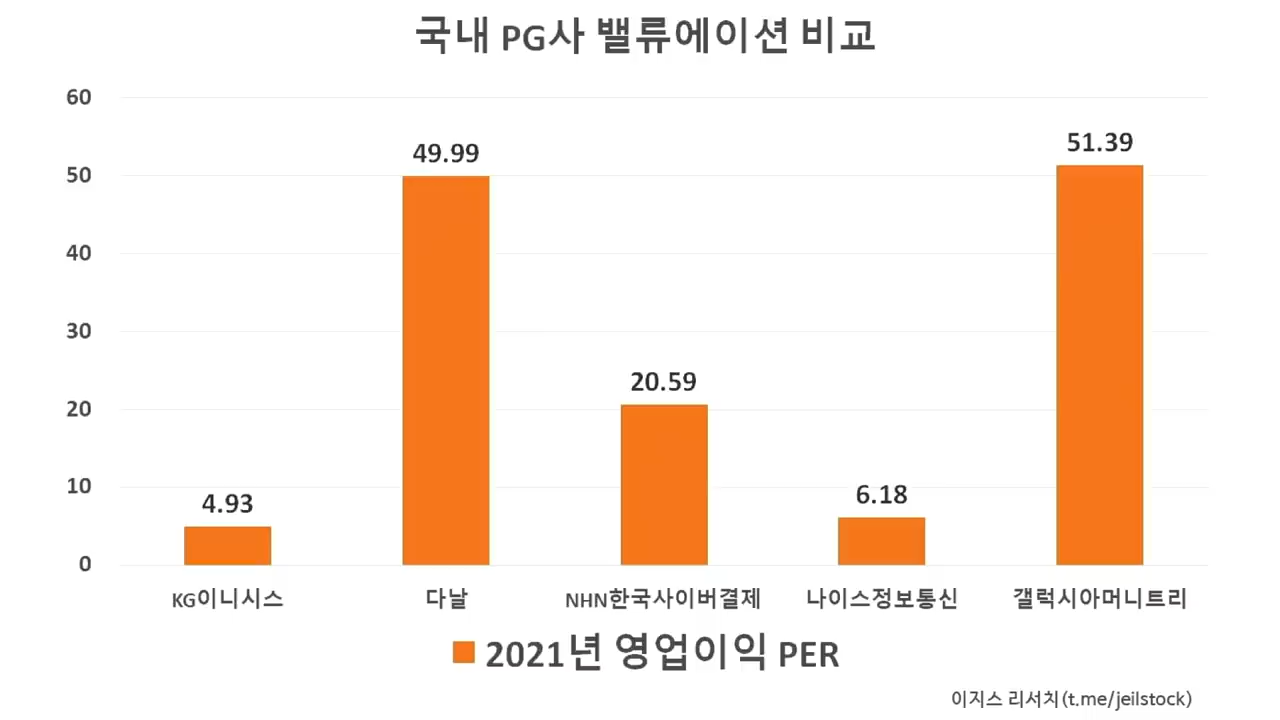 국내 PG사 밸류에이션 비교
60
50
40
30
20
10
0
4.93
49.99
20.59
6.18
51.39
KG이니시스
다날
NHN한국사이버결제
나이스정보통신
갤럭시아머니트리
2021년 영업이익 PER
이지스 리서치(t.me/jeilstock)